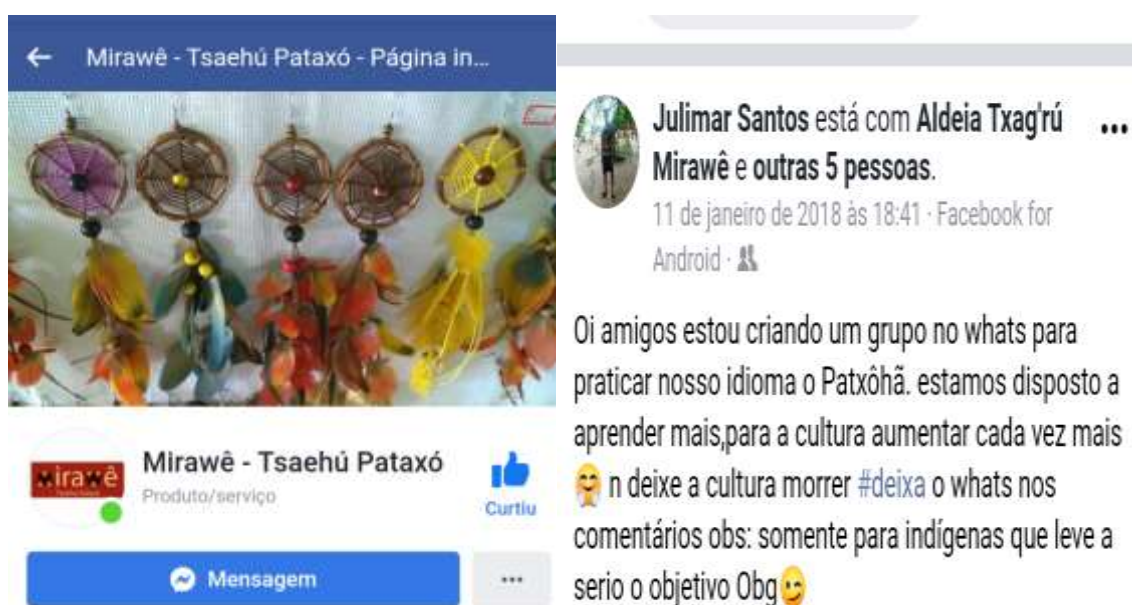 Mirawê - Tsaehú Pataxó - Página in...
mirawê
Mirawê - Tsaehú Pataxó
Produto/serviço
Curtiu
Mensagem
Julimar Santos está com Aldeia Txag'rú
Mirawê e outras 5 pessoas.
11 de janeiro de 2018 às 18:41 · Facebook for
Android ·
Oi amigos estou criando um grupo no whats para
praticar nosso idioma o Patxôhã. estamos disposto a
aprender mais,para a cultura aumentar cada vez mais
🤗 n deixe a cultura morrer #deixa o whats nos
comentários obs: somente para indígenas que leve a
serio o objetivo Obg😉